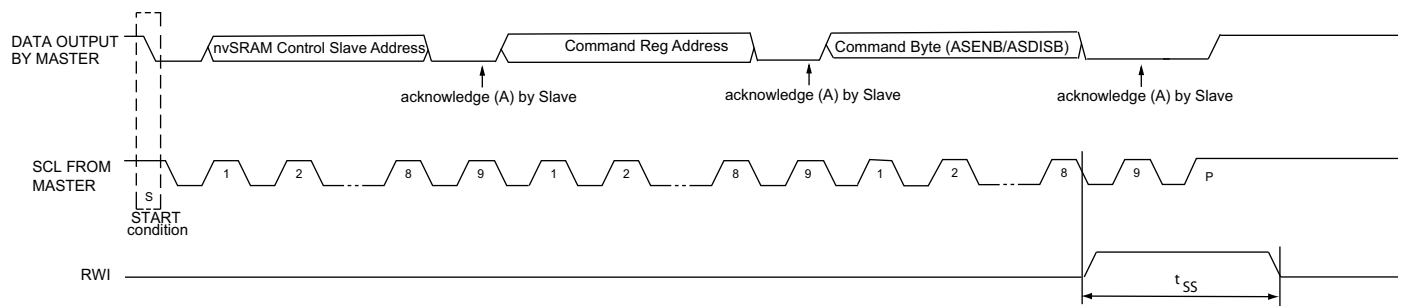 DATA OUTPUT
BY MASTER
nvSRAM Control Slave Address
Command Reg Address
Command Byte (ASENB/ASDISB)
acknowledge (A) by Slave
acknowledge (A) by Slave
acknowledge (A) by Slave
SCL FROM
MASTER
S
1 2 8 9 1 2 8 9 1 2 8 9 P
START
condition
RWI
tSS